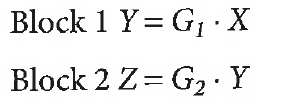 Block 1 Y = G₁ · X
Block 2 Z = G₂ · Y